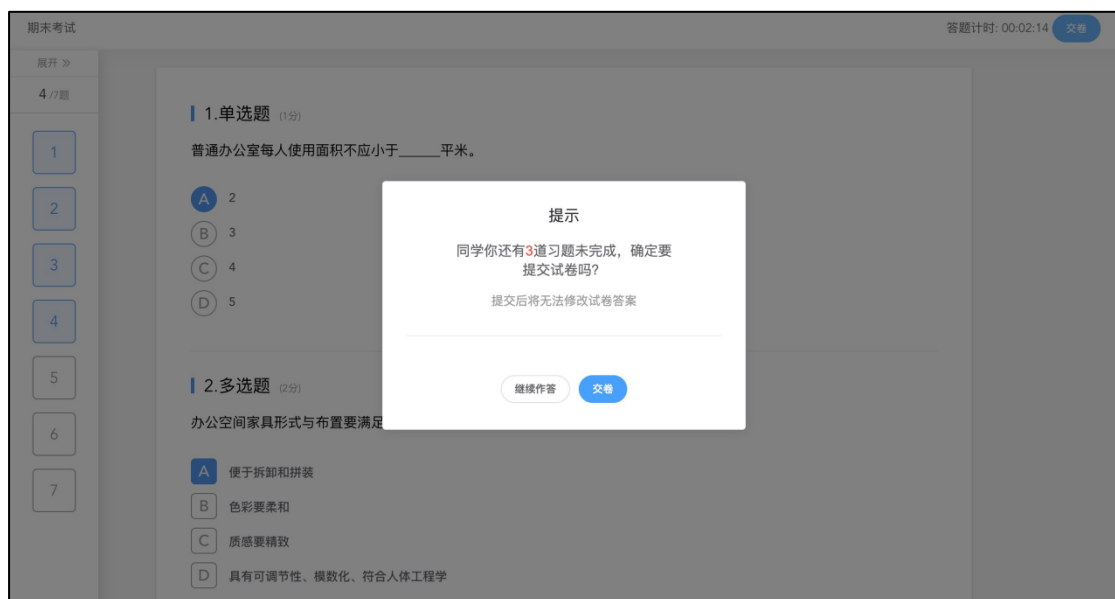 期末考试
答题计时: 00:02:14 交卷
展开 »
4 /7题
1
2
3
4
5
6
7
1.单选题 (1分)
普通办公室每人使用面积不应小于______平米。
A 2
B 3
C 4
D 5
2.多选题 (2分)
办公空间家具形式与布置要满足
A 便于拆卸和拼装
B 色彩要柔和
C 质感要精致
D 具有可调节性、模数化、符合人体工程学
提示
同学你还有3道习题未完成，确定要
提交试卷吗?
提交后将无法修改试卷答案
继续作答 交卷